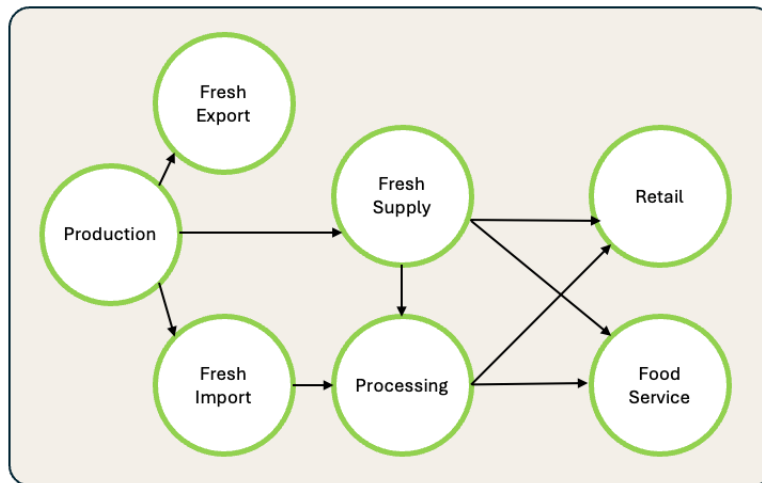 Fresh
Export
Production
Fresh
Supply
Retail
Fresh
Import
Processing
Food
Service